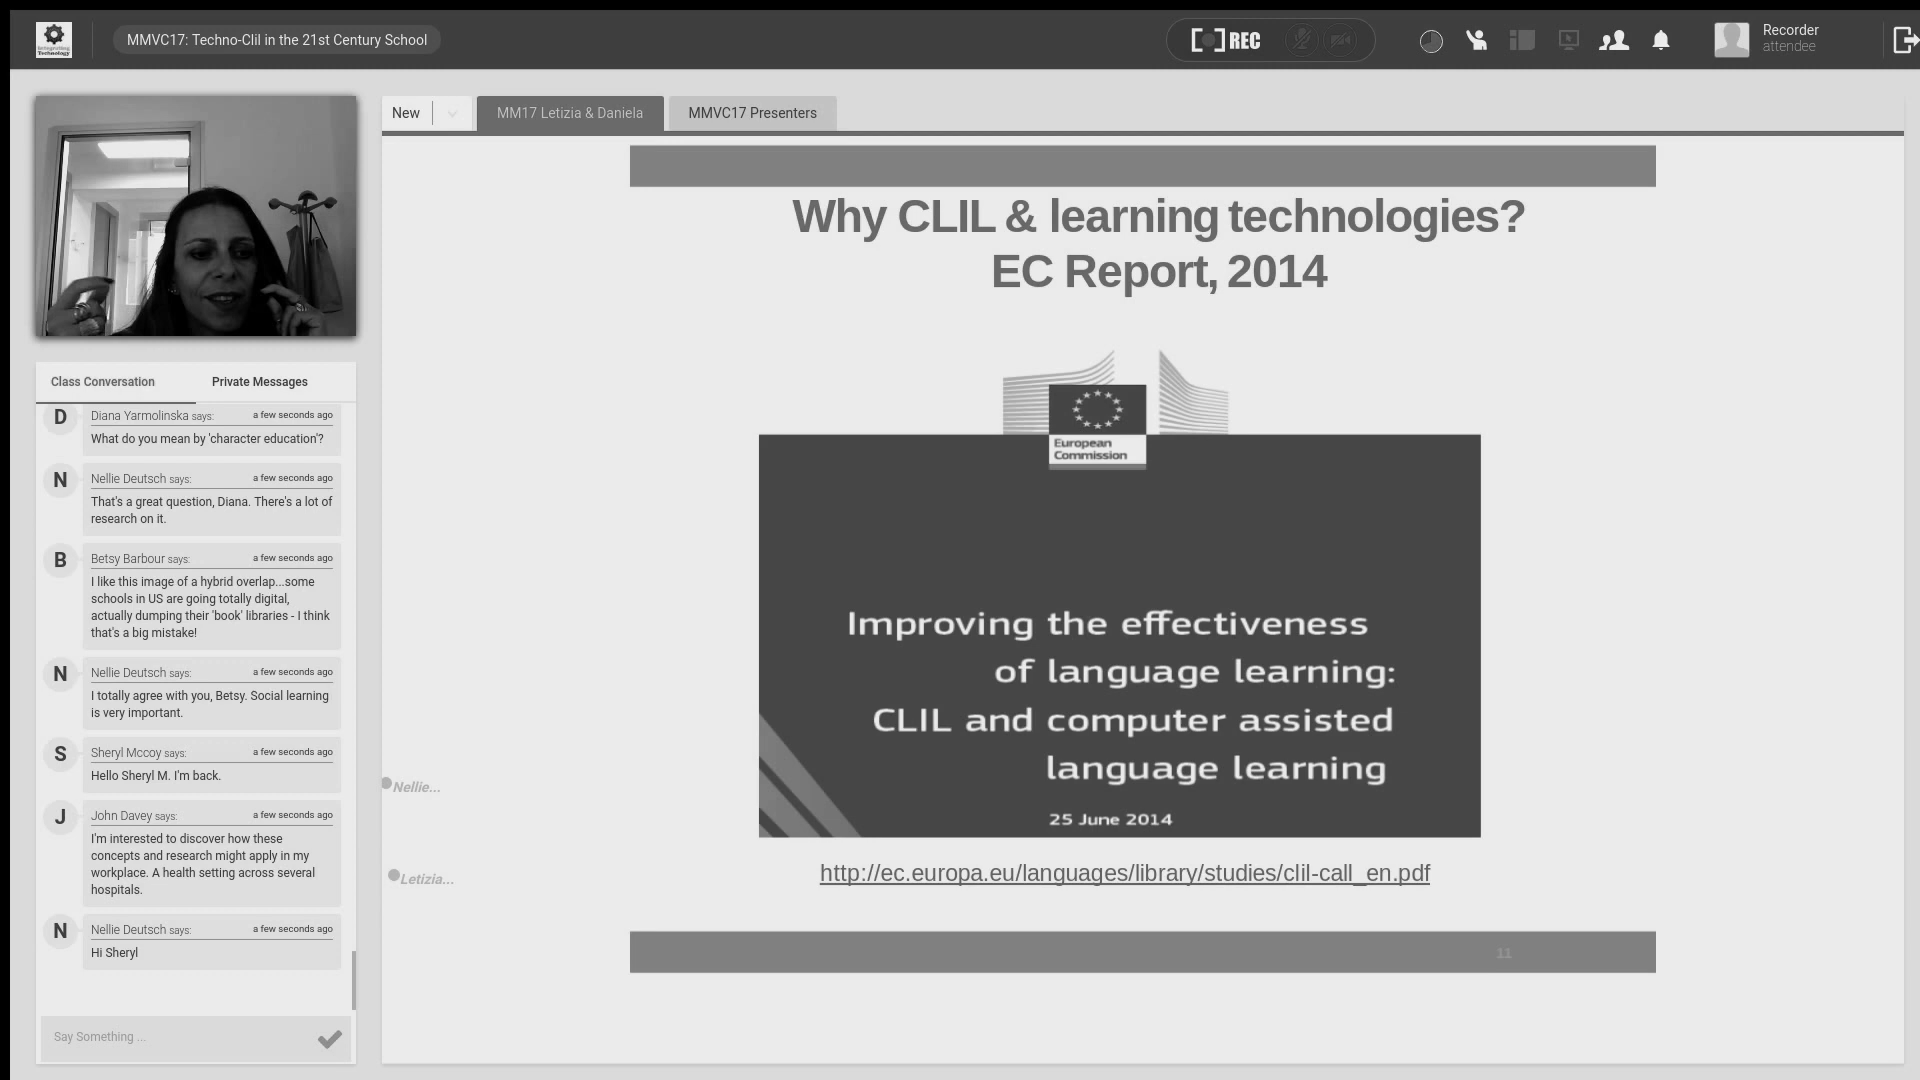 MMVC17: Techno-Clil in the 21st Century School
REC
Recorder
attendee
New
MM17 Letizia & Daniela
MMVC17 Presenters
Class Conversation
Private Messages
D
Diana Yarmolinska says:
a few seconds ago
What do you mean by 'character education'?
N
Nellie Deutsch says:
a few seconds ago
That's a great question, Diana. There's a lot of
research on it.
B
Betsy Barbour says:
a few seconds ago
I like this image of a hybrid overlap...some
schools in US are going totally digital,
actually dumping their 'book' libraries - I think
that's a big mistake!
N
Nellie Deutsch says:
a few seconds ago
I totally agree with you, Betsy. Social learning
is very important.
S
Sheryl Mccoy says:
a few seconds ago
Hello Sheryl M. I'm back.
J
John Davey says:
a few seconds ago
I'm interested to discover how these
concepts and research might apply in my
workplace. A health setting across several
hospitals.
N
Nellie Deutsch says:
a few seconds ago
Hi Sheryl
Say Something ...
Why CLIL & learning technologies?
EC Report, 2014
European
Commission
Improving the effectiveness
of language learning:
CLIL and computer assisted
language learning
25 June 2014
Nellie...
Letizia...
http://ec.europa.eu/languages/library/studies/clil-call_en.pdf
11